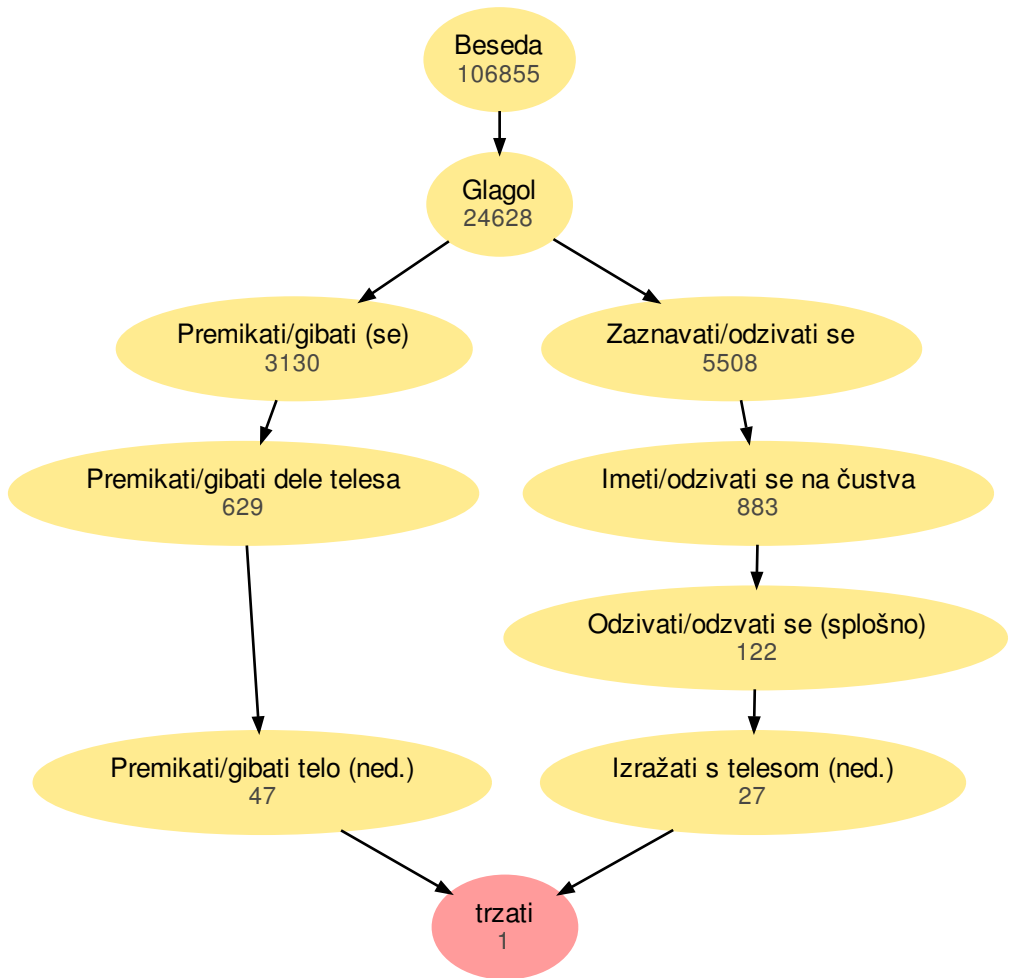 Beseda
106855
Glagol
24628
Premikati/gibati (se)
3130
Zaznavati/odzivati se
5508
Premikati/gibati dele telesa
629
Imeti/odzivati se na čustva
883
Odzivati/odzvati se (splošno)
122
Premikati/gibati telo (ned.)
47
Izražati s telesom (ned.)
27
trzati
1